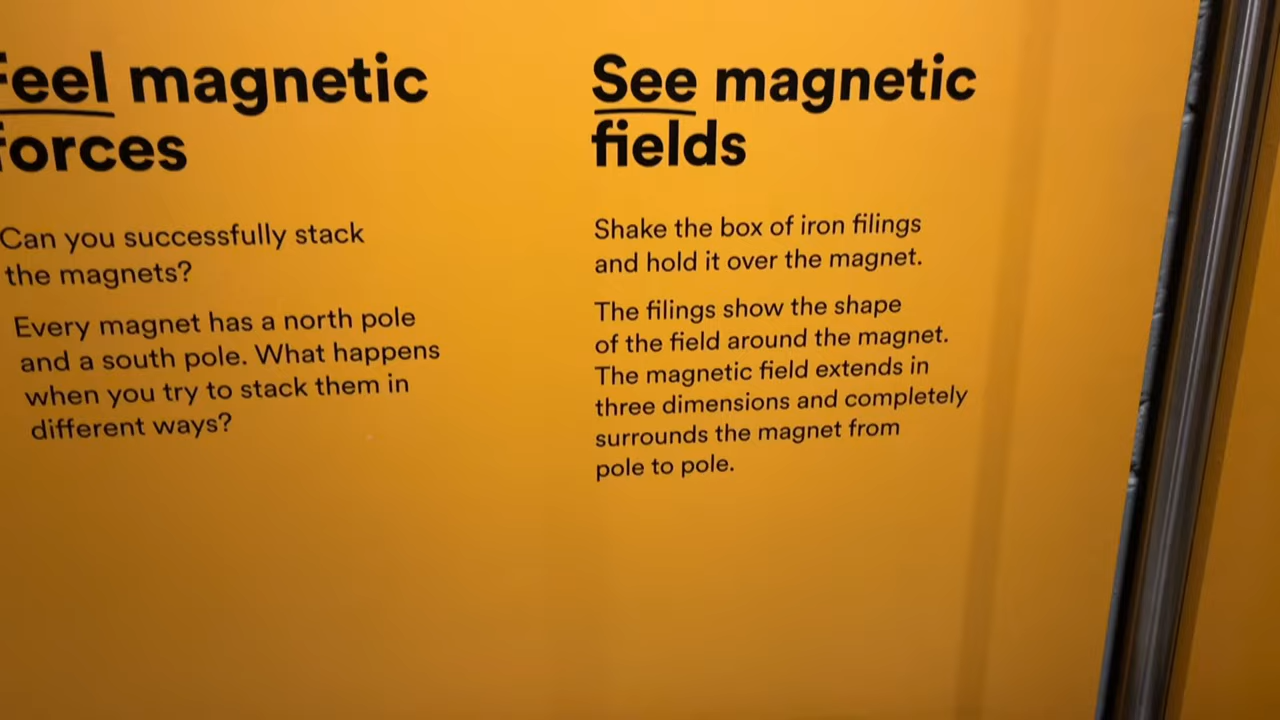 Feel magnetic
forces
Can you successfully stack
the magnets?
Every magnet has a north pole
and a south pole. What happens
when you try to stack them in
different ways?
See magnetic
fields
Shake the box of iron filings
and hold it over the magnet.
The filings show the shape
of the field around the magnet.
The magnetic field extends in
three dimensions and completely
surrounds the magnet from
pole to pole.